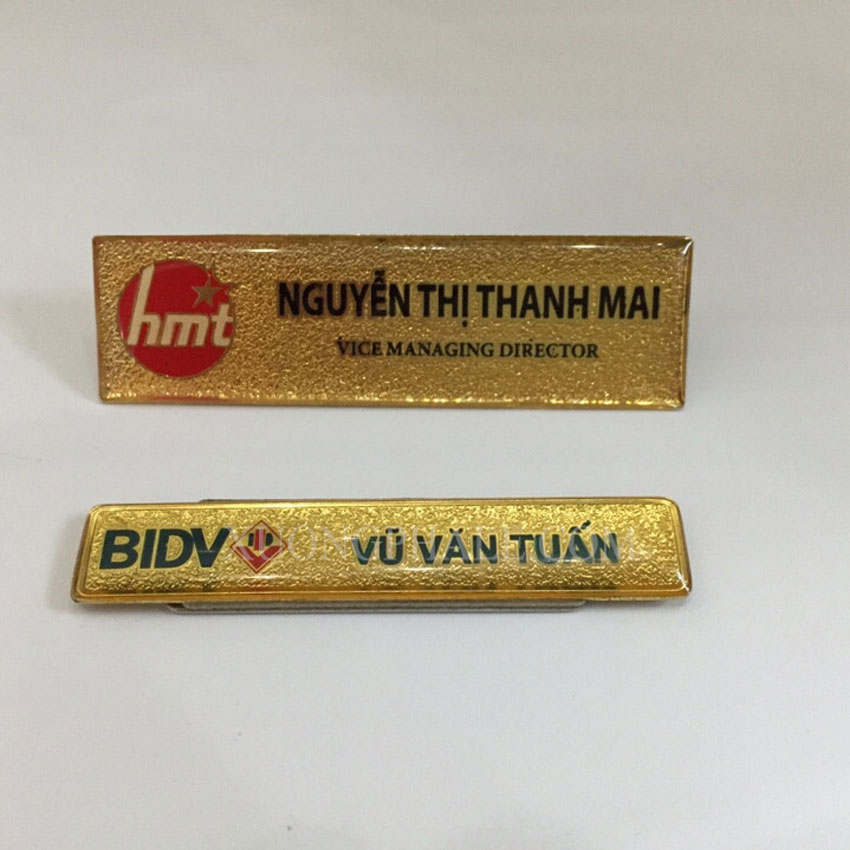 hmt
NGUYỄN THỊ THANH MAI
VICE MANAGING DIRECTOR
BIDV VŨ VĂN TUẤN